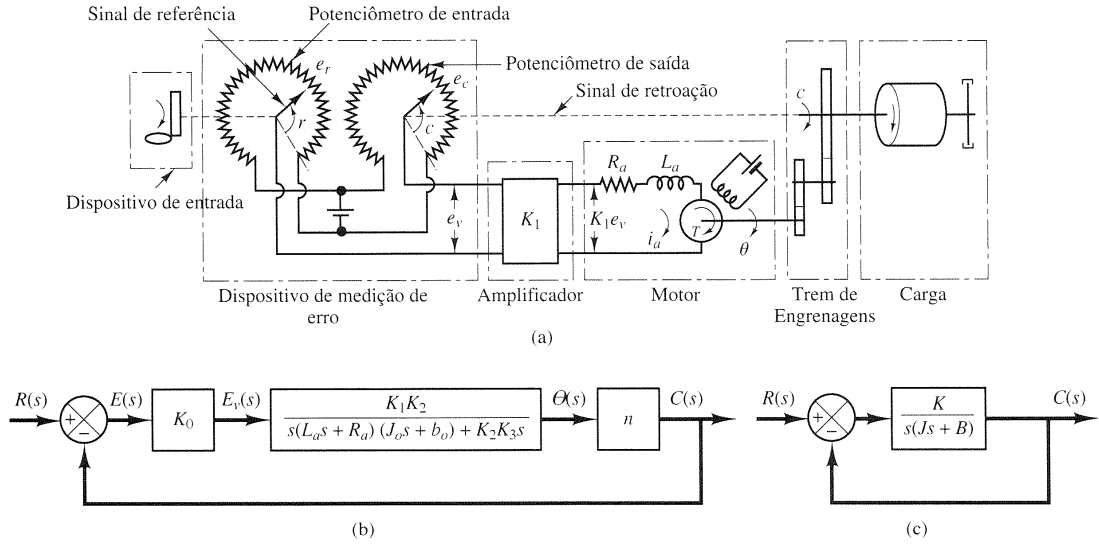 Sinal de referência
Potenciômetro de entrada
e_r
Potenciômetro de saída
e_c
Sinal de retroação
r
c
c
Dispositivo de entrada
R_a
L_a
e_v
K_1
K_1e_v
i_a
T
θ
Dispositivo de medição de
erro
Amplificador
Motor
Trem de
Engrenagens
Carga
(a)
R(s)
+
-
E(s)
K_0
E_v(s)
K_1K_2
s(L_as + R_a) (J_os + b_o) + K_2K_3s
Θ(s)
n
C(s)
(b)
R(s)
+
-
K
s(Js + B)
C(s)
(c)